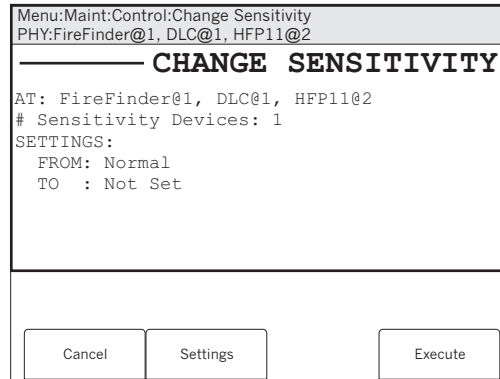 Menu:Maint:Control:Change Sensitivity
PHY:FireFinder@1, DLC@1, HFP11@2
CHANGE SENSITIVITY
AT: FireFinder@1, DLC@1, HFP11@2
# Sensitivity Devices: 1
SETTINGS:
FROM: Normal
TO : Not Set
Cancel Settings Execute